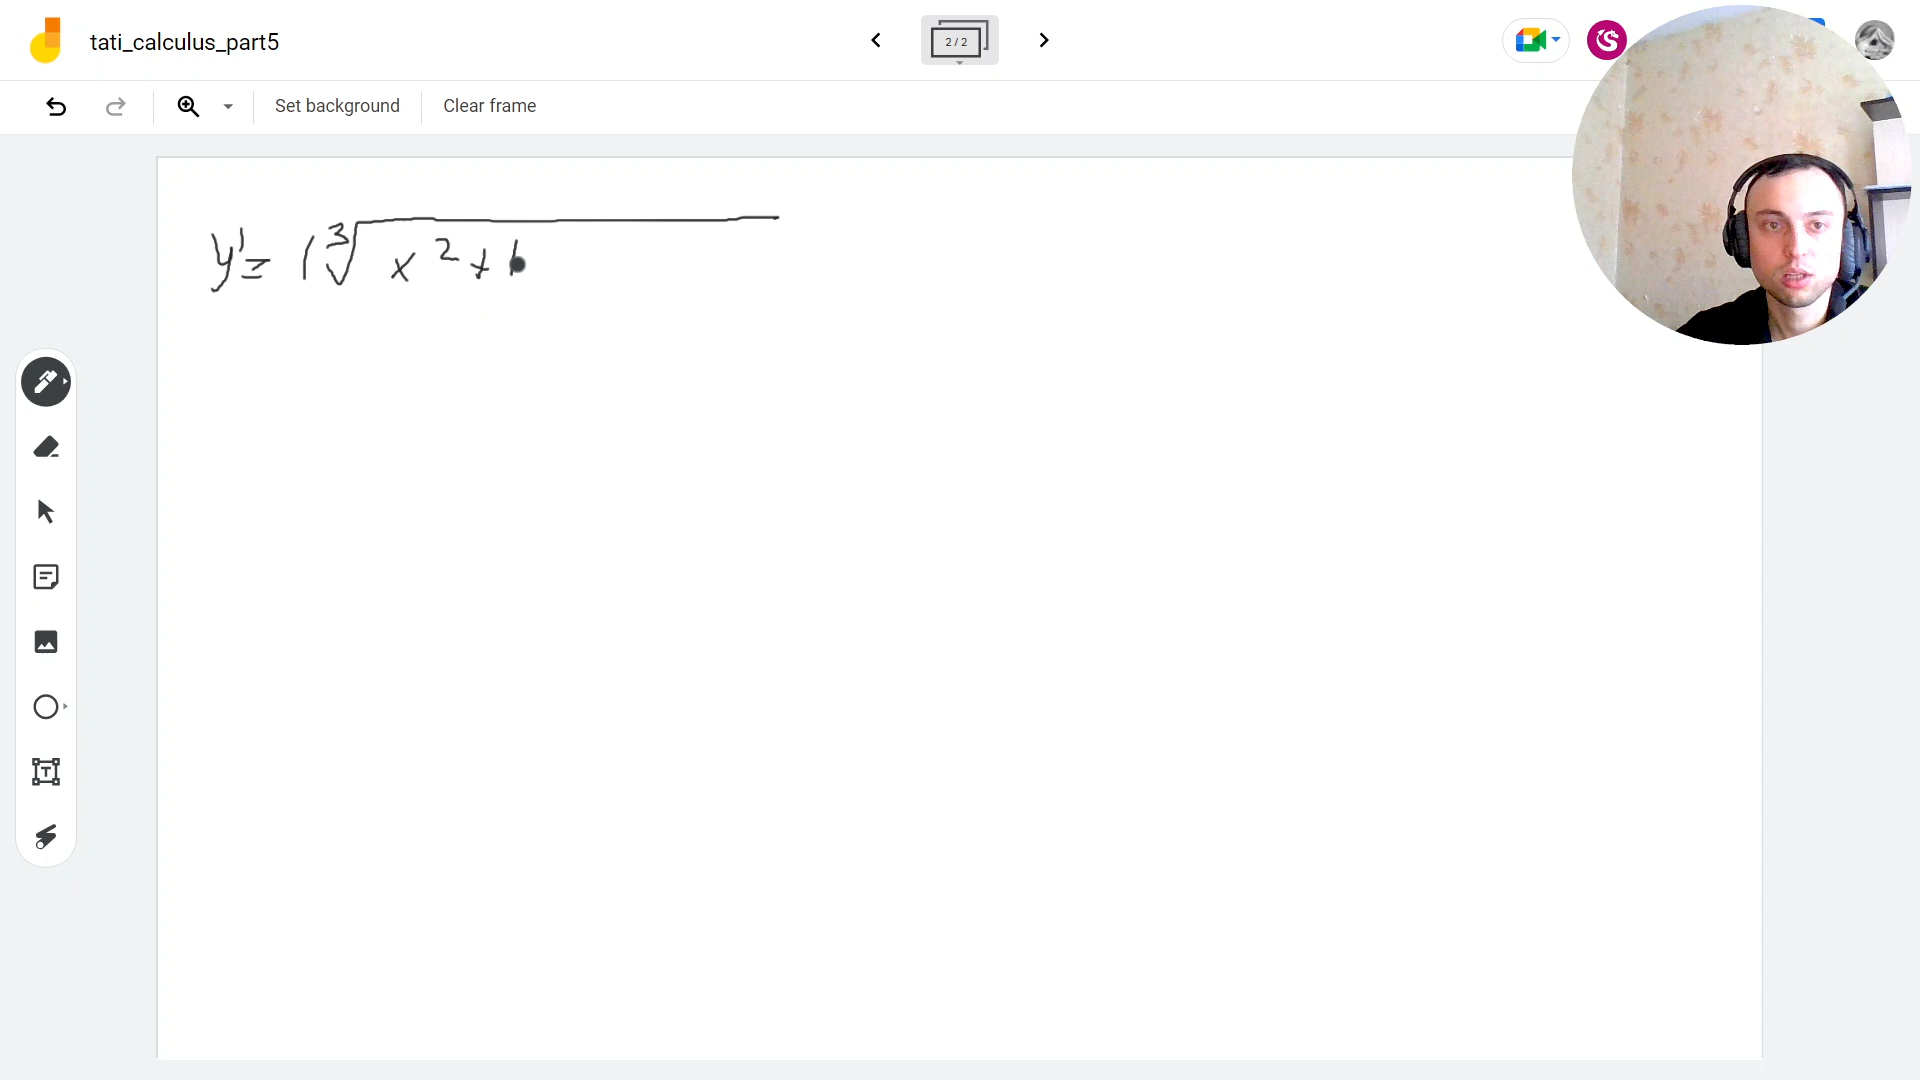 tati_calculus_part5
2 / 2
Set background
Clear frame
y'= (∛x²+6